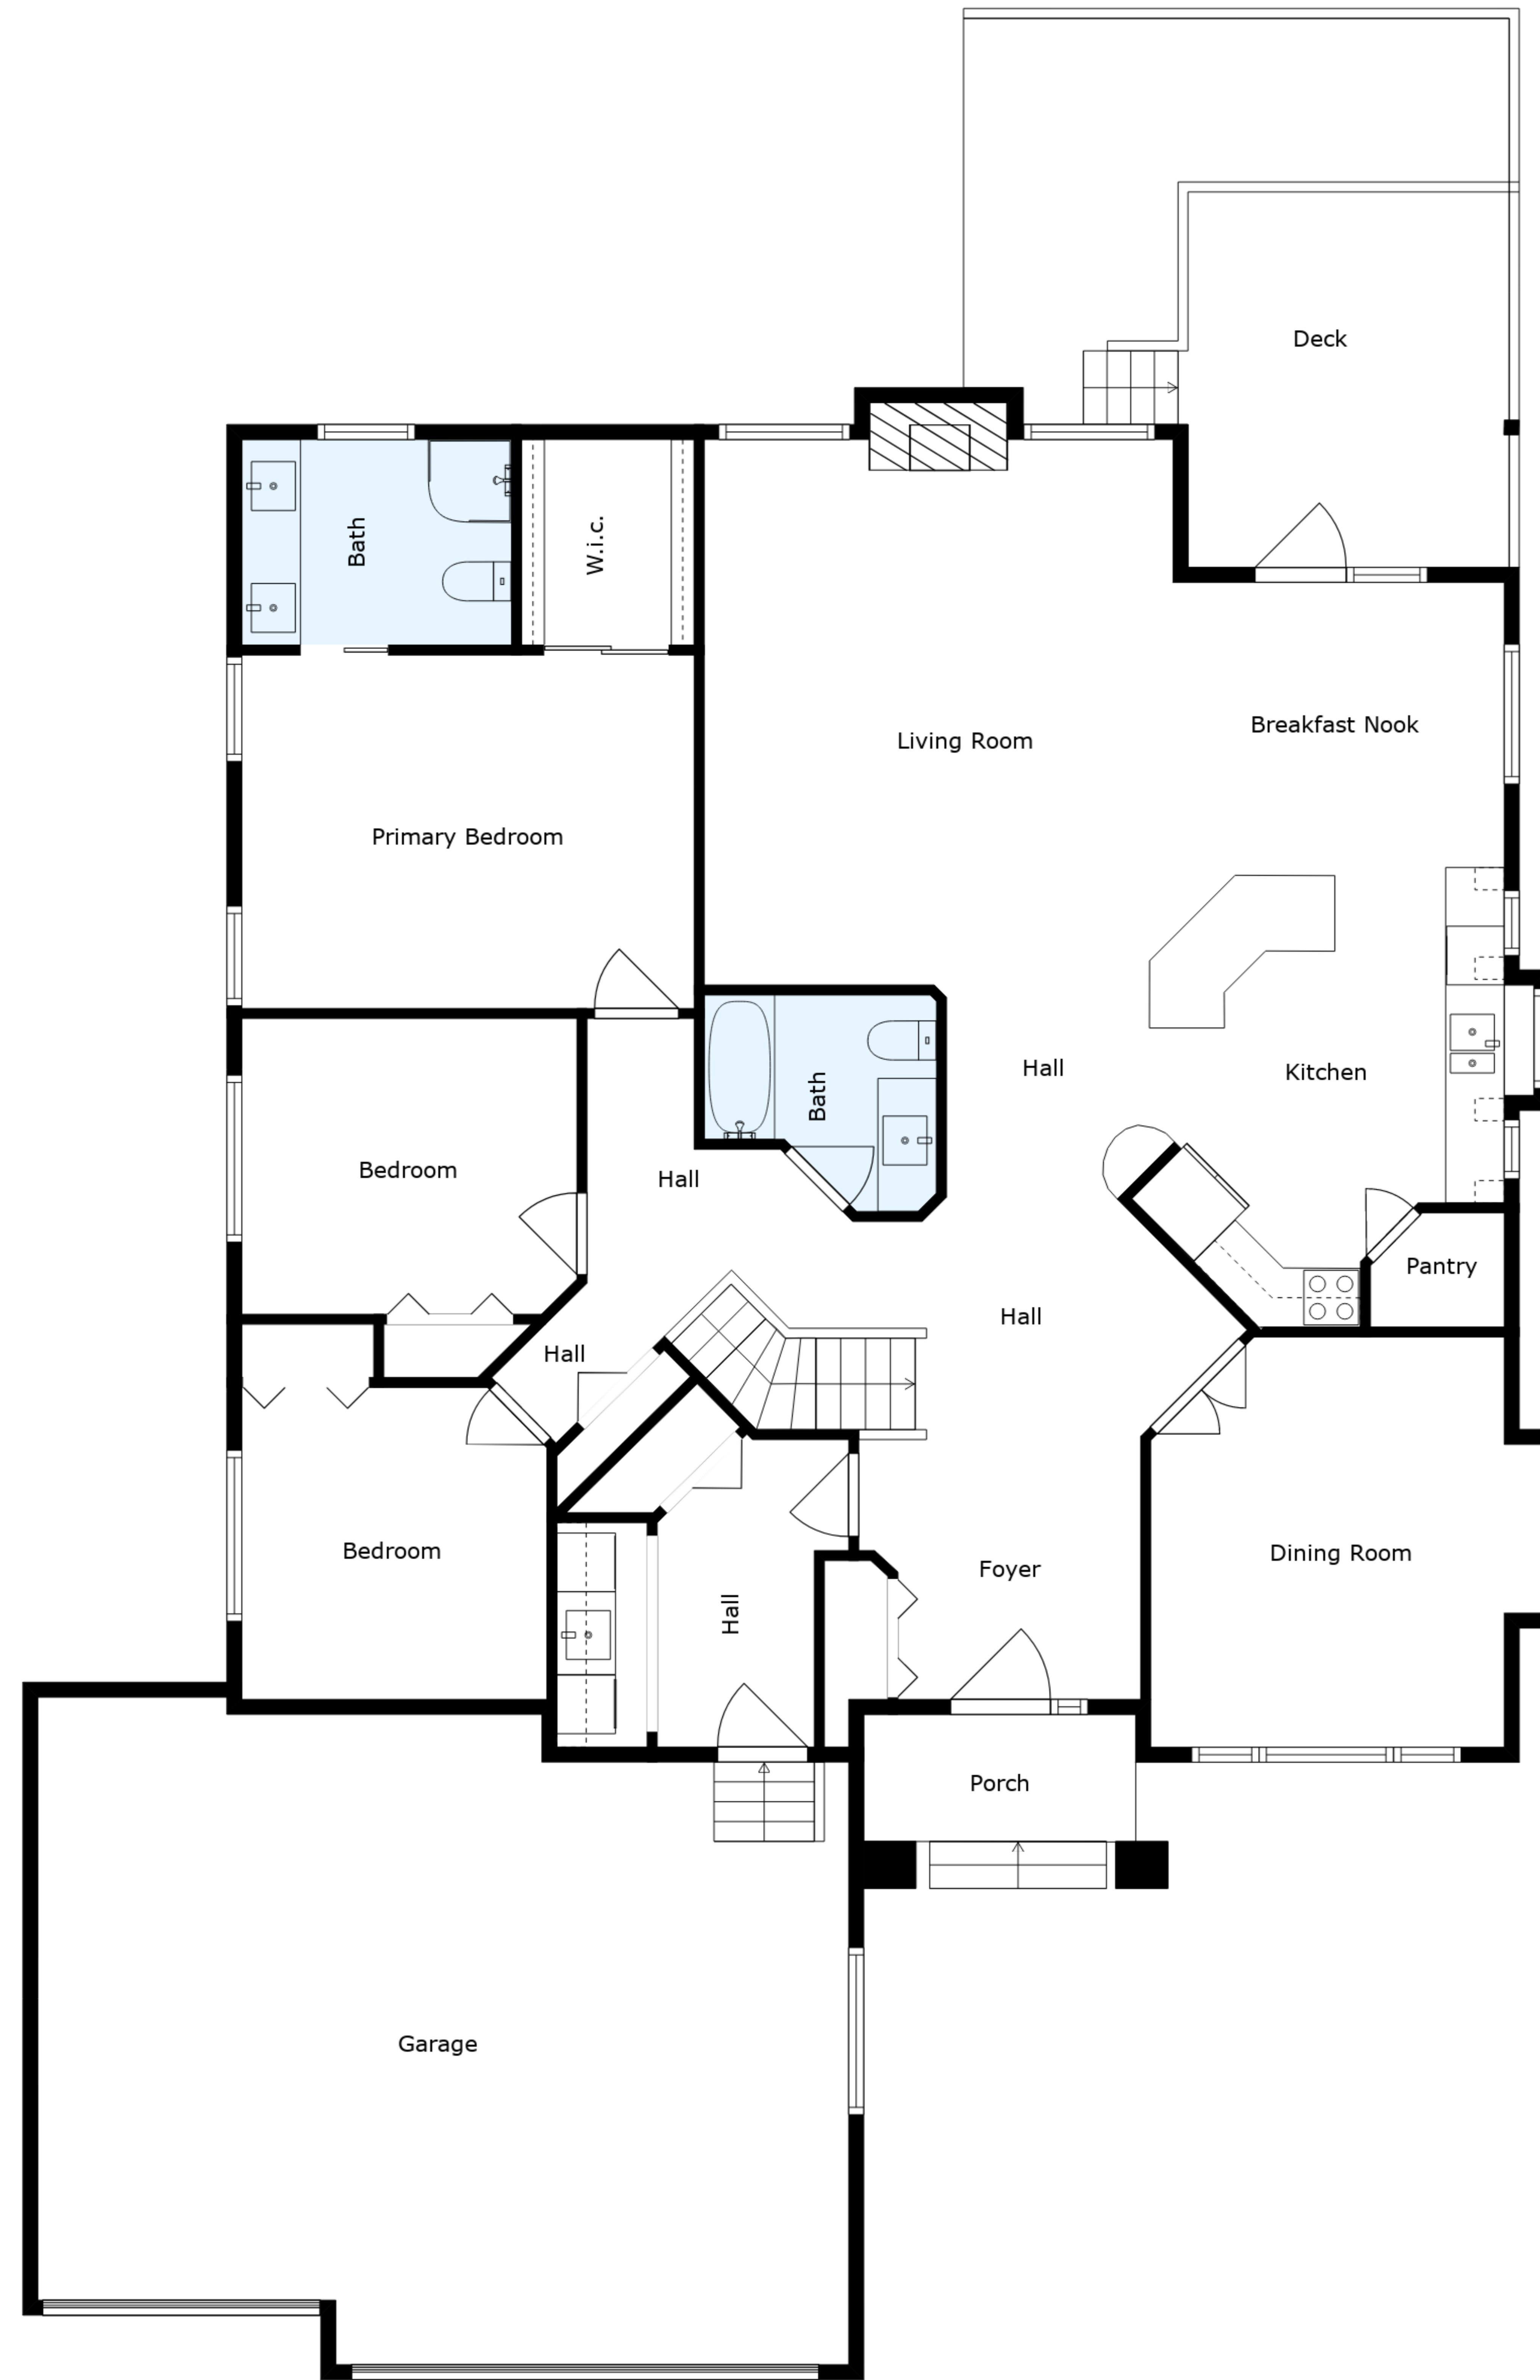 Deck
Bath
W.i.c.
Living Room
Breakfast Nook
Primary Bedroom
Hall
Kitchen
Bath
Bedroom
Hall
Pantry
Hall
Hall
Bedroom
Dining Room
Foyer
Hall
Porch
Garage